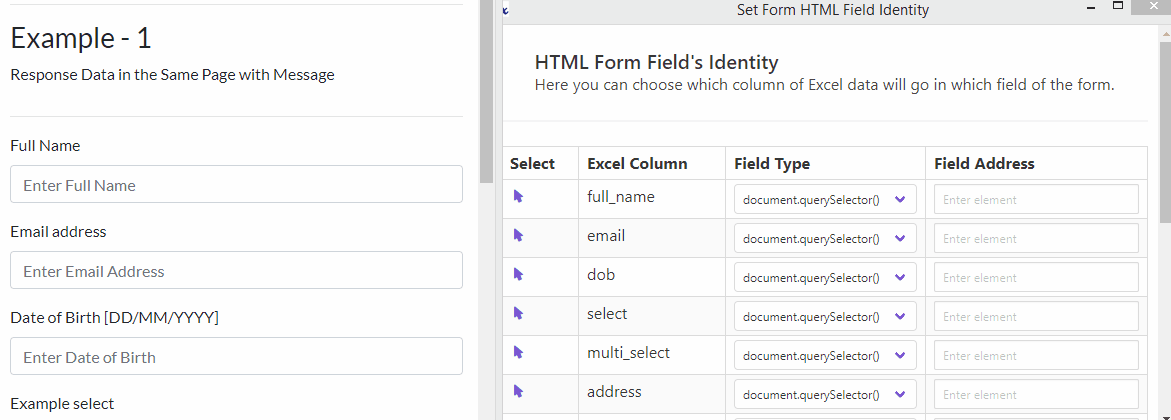 Example - 1
Response Data in the Same Page with Message
Full Name
Enter Full Name
Email address
Enter Email Address
Date of Birth [DD/MM/YYYY]
Enter Date of Birth
Example select
Set Form HTML Field Identity
HTML Form Field's Identity
Here you can choose which column of Excel data will go in which field of the form.
Select Excel Column Field Type Field Address
full_name document.querySelector() Enter element
email document.querySelector() Enter element
dob document.querySelector() Enter element
select document.querySelector() Enter element
multi_select document.querySelector() Enter element
address document.querySelector() Enter element